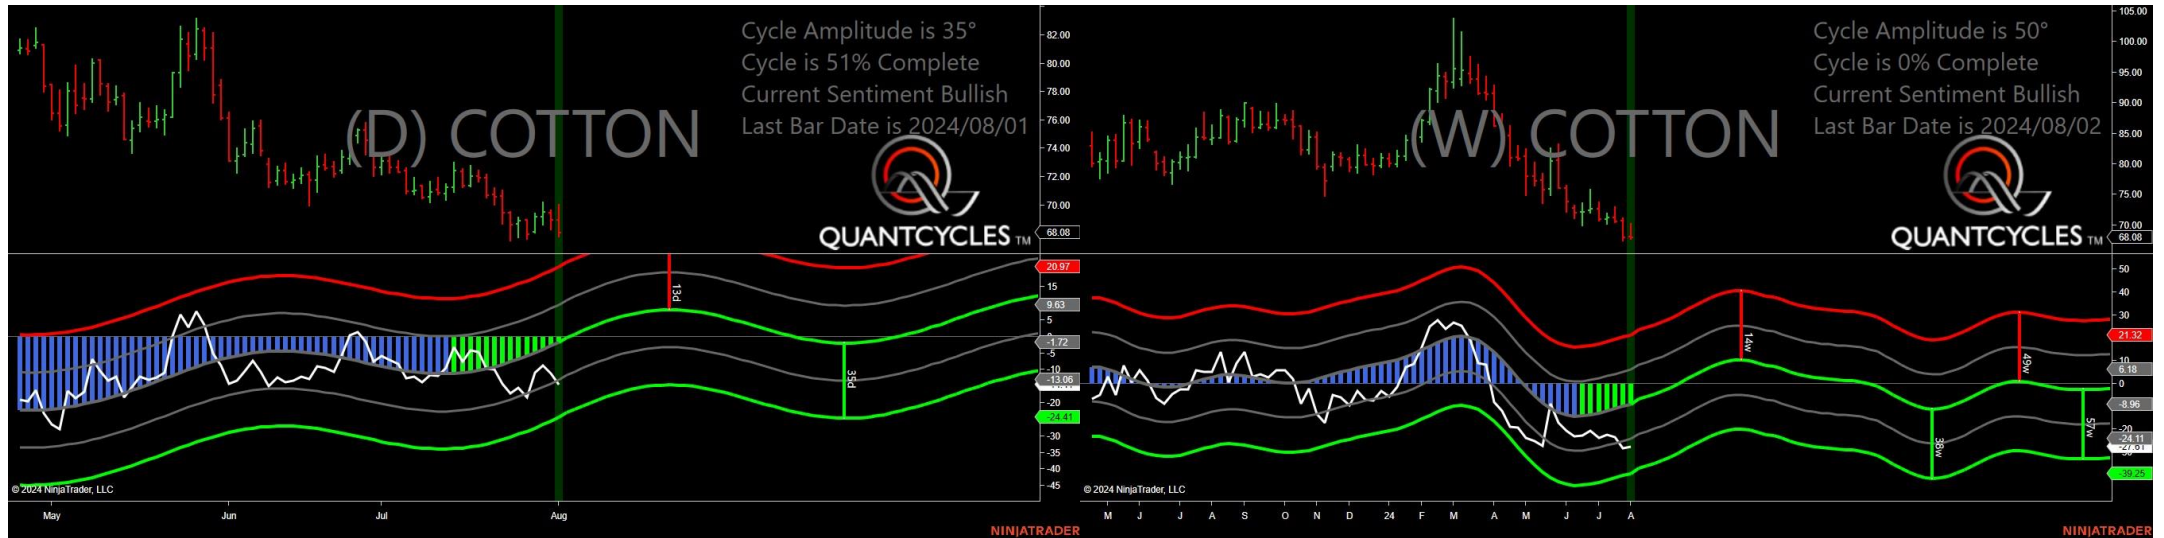 Cycle Amplitude is 35°
Cycle is 51% Complete
Current Sentiment Bullish
Last Bar Date is 2024/08/01
(D) COTTON
QUANTCYCLES TM
82.00
80.00
78.00
76.00
74.00
72.00
70.00
68.08
20.97
15
9.63
5
-1.72
-5
-10
-13.06
-20
-24.41
-30
-35
-40
-45
13d
35d
© 2024 NinjaTrader, LLC
May
Jun
Jul
Aug
NINJATRADER
Cycle Amplitude is 50°
Cycle is 0% Complete
Current Sentiment Bullish
Last Bar Date is 2024/08/02
(W) COTTON
QUANTCYCLES TM
105.00
100.00
95.00
90.00
85.00
80.00
75.00
70.00
68.08
50
40
30
21.32
10
6.18
0
-8.96
-20
-24.11
-39.25
14w
38w
49w
57w
© 2024 NinjaTrader, LLC
M J J A S O N D 24 F M A M J J A
NINJATRADER